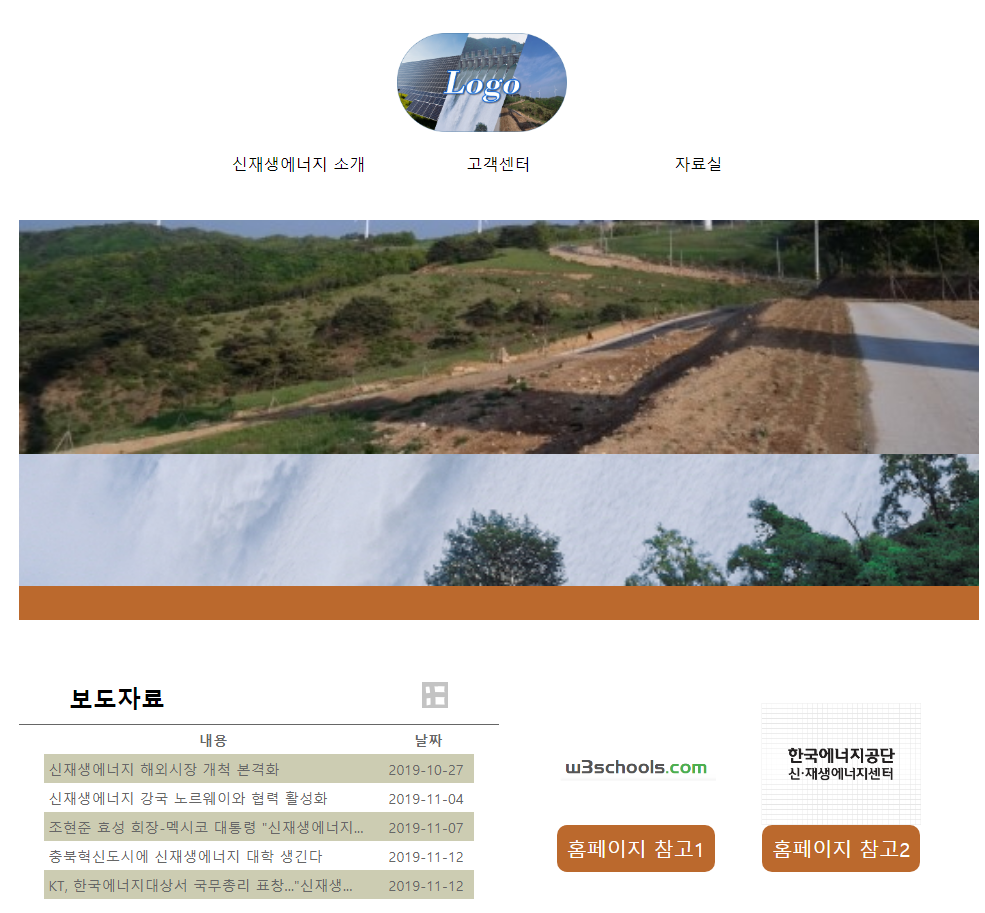 Logo
신재생에너지 소개 고객센터 자료실
보도자료
내용 날짜
신재생에너지 해외시장 개척 본격화 2019-10-27
신재생에너지 강국 노르웨이와 협력 활성화 2019-11-04
조현준 효성 회장-멕시코 대통령 "신재생에너지... 2019-11-07
충북혁신도시에 신재생에너지 대학 생긴다 2019-11-12
KT, 한국에너지대상서 국무총리 표창..."신재생... 2019-11-12
w3schools.com
홈페이지 참고1
한국에너지공단
신·재생에너지센터
홈페이지 참고2